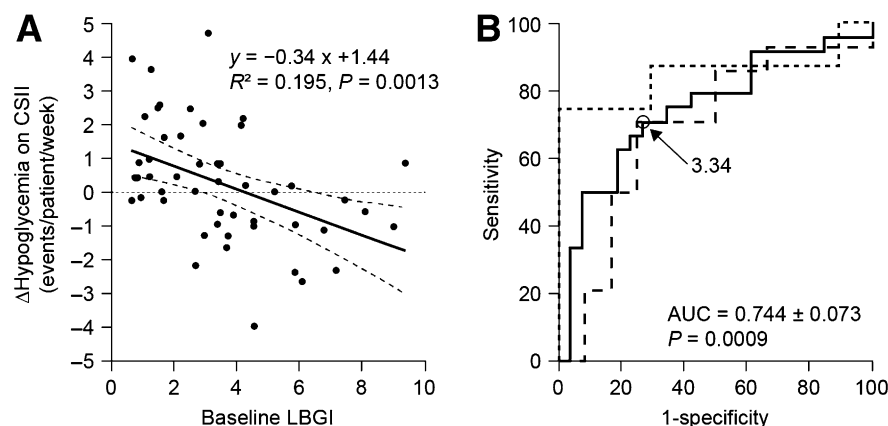 A
5
4
3
2
1
0
−1
−2
−3
−4
−5
ΔHypoglycemia on CSII
(events/patient/week)
y = −0.34 x +1.44
R² = 0.195, P = 0.0013
0 2 4 6 8 10
Baseline LBGI
B
100
80
60
40
20
0
Sensitivity
3.34
AUC = 0.744 ± 0.073
P = 0.0009
0 20 40 60 80 100
1-specificity